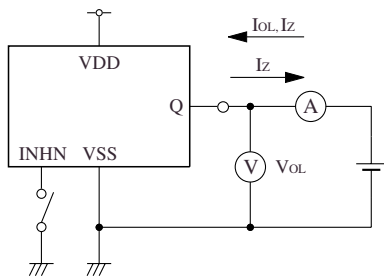 IOL, IZ
IZ
VDD
Q
A
INHN VSS
V VOL